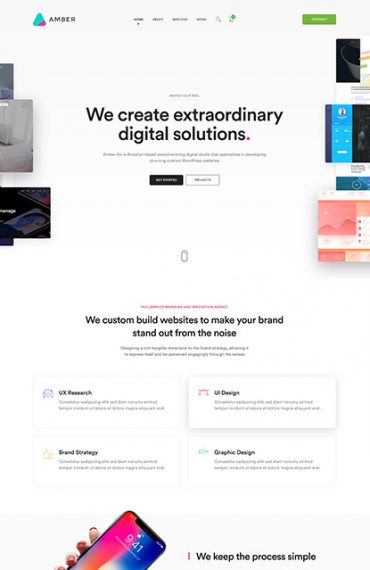 AMBER
HOME ABOUT SERVICES WORK
CONTACT
WATCH OUR REEL
We create extraordinary
digital solutions.
Amber Six is Brooklyn-based award-winning digital studio that specializes in developing
stunning custom WordPress websites
GET STARTED PROJECTS
manage
FULL-SERVICE BRANDING AND INNOVATION AGENCY
We custom build websites to make your brand
stand out from the noise
Designing a rich tangible dimension to the brand strategy, allowing it
to express itself and be perceived engagingly through the senses
UX Research
Consetetur sadipscing elitr sed diam nonumy eirmod
tempor invidunt ut labore et dolore magna aliquyam erat.
UI Design
Consetetur sadipscing elitr sed diam nonumy eirmod
tempor invidunt ut labore et dolore magna aliquyam erat.
Brand Strategy
Consetetur sadipscing elitr sed diam nonumy eirmod
tempor invidunt ut labore et dolore magna aliquyam erat.
Graphic Design
Consetetur sadipscing elitr sed diam nonumy eirmod
tempor invidunt ut labore et dolore magna aliquyam erat.
9:41
We keep the process simple